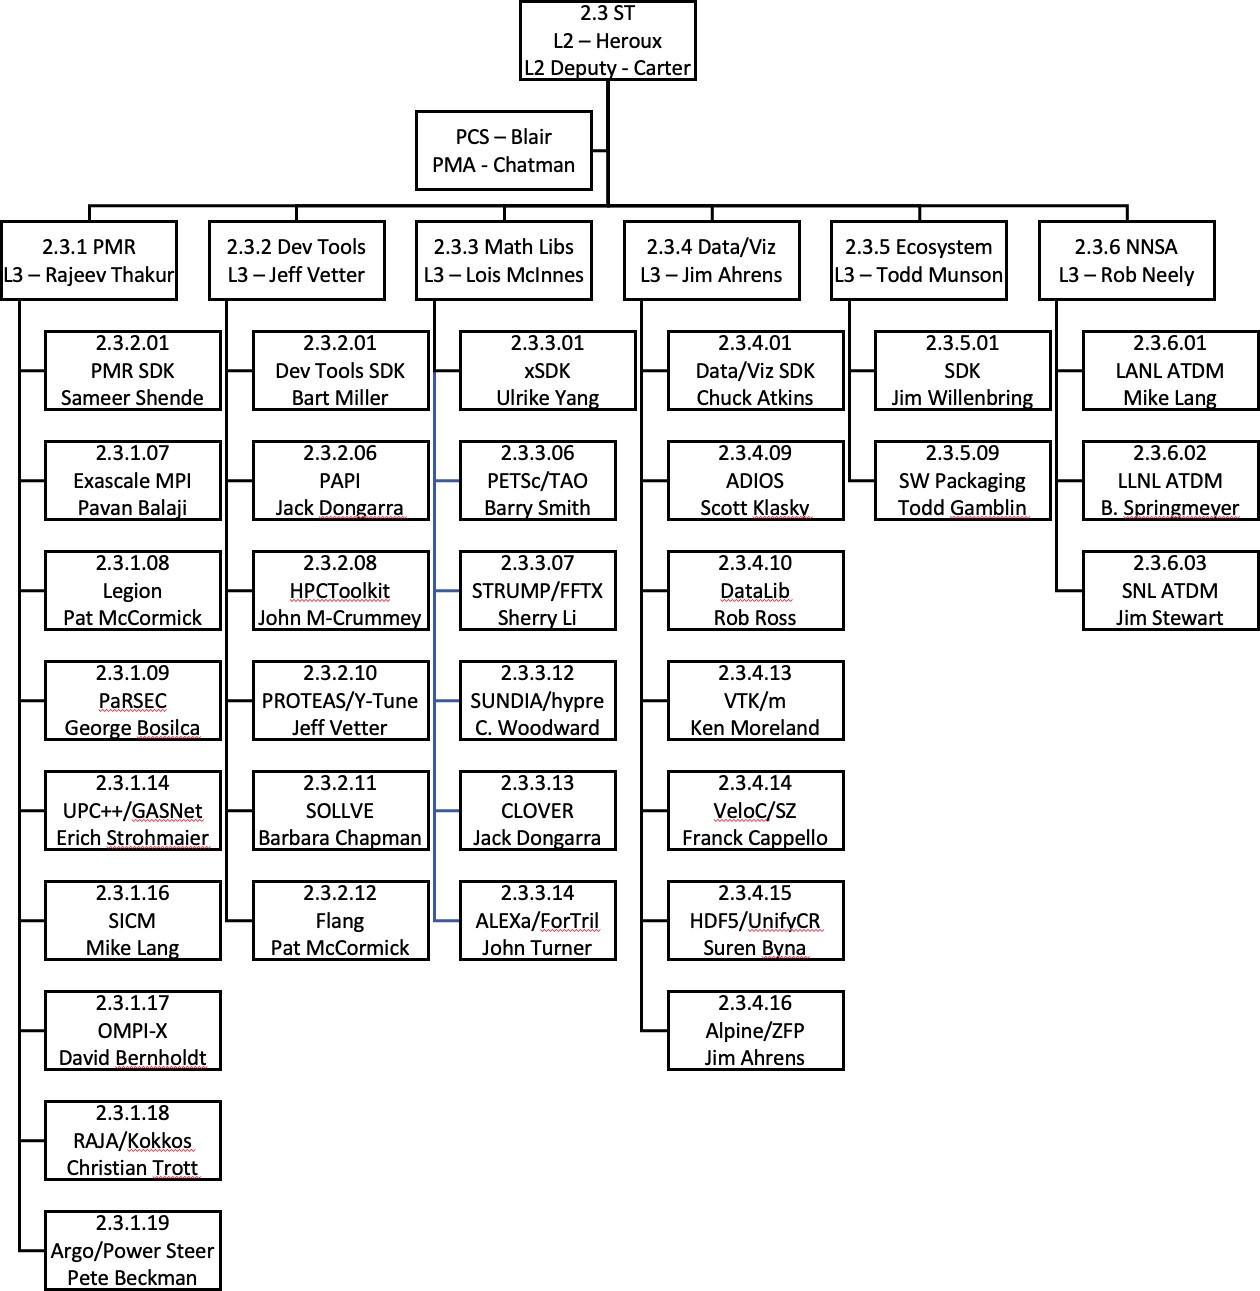 2.3 ST
L2 – Heroux
L2 Deputy - Carter
PCS – Blair
PMA - Chatman
2.3.1 PMR
L3 – Rajeev Thakur
2.3.2.01
PMR SDK
Sameer Shende
2.3.1.07
Exascale MPI
Pavan Balaji
2.3.1.08
Legion
Pat McCormick
2.3.1.09
PaRSEC
George Bosilca
2.3.1.14
UPC++/GASNet
Erich Strohmaier
2.3.1.16
SICM
Mike Lang
2.3.1.17
OMPI-X
David Bernholdt
2.3.1.18
RAJA/Kokkos
Christian Trott
2.3.1.19
Argo/Power Steer
Pete Beckman
2.3.2 Dev Tools
L3 – Jeff Vetter
2.3.2.01
Dev Tools SDK
Bart Miller
2.3.2.06
PAPI
Jack Dongarra
2.3.2.08
HPCToolkit
John M-Crummey
2.3.2.10
PROTEAS/Y-Tune
Jeff Vetter
2.3.2.11
SOLLVE
Barbara Chapman
2.3.2.12
Flang
Pat McCormick
2.3.3 Math Libs
L3 – Lois McInnes
2.3.3.01
xSDK
Ulrike Yang
2.3.3.06
PETSc/TAO
Barry Smith
2.3.3.07
STRUMP/FFTX
Sherry Li
2.3.3.12
SUNDIA/hypre
C. Woodward
2.3.3.13
CLOVER
Jack Dongarra
2.3.3.14
ALEXa/ForTril
John Turner
2.3.4 Data/Viz
L3 – Jim Ahrens
2.3.4.01
Data/Viz SDK
Chuck Atkins
2.3.4.09
ADIOS
Scott Klasky
2.3.4.10
DataLib
Rob Ross
2.3.4.13
VTK/m
Ken Moreland
2.3.4.14
VeloC/SZ
Franck Cappello
2.3.4.15
HDF5/UnifyCR
Suren Byna
2.3.4.16
Alpine/ZFP
Jim Ahrens
2.3.5 Ecosystem
L3 – Todd Munson
2.3.5.01
SDK
Jim Willenbring
2.3.5.09
SW Packaging
Todd Gamblin
2.3.6 NNSA
L3 – Rob Neely
2.3.6.01
LANL ATDM
Mike Lang
2.3.6.02
LLNL ATDM
B. Springmeyer
2.3.6.03
SNL ATDM
Jim Stewart